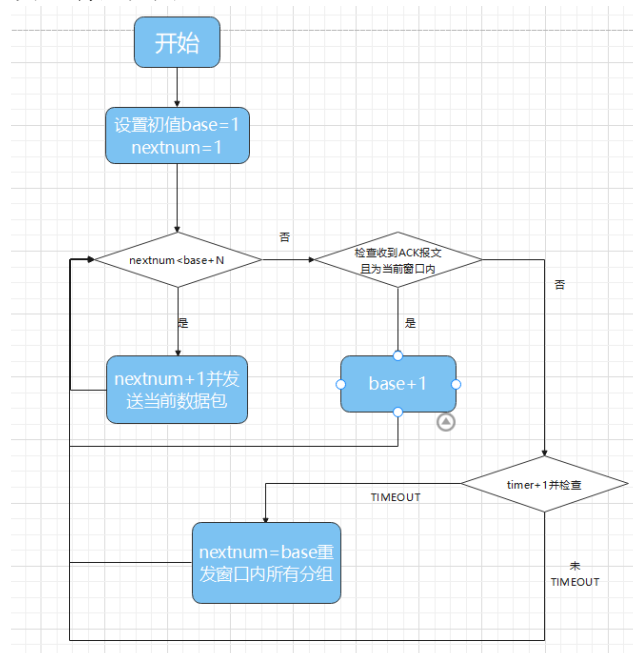 开始
设置初值base=1
nextnum=1
nextnum<base+N
否
检查收到ACK报文
且为当前窗口内
否
是
是
nextnum+1并发
送当前数据包
base+1
timer+1并检查
TIMEOUT
nextnum=base重
发窗口内所有分组
未
TIMEOUT